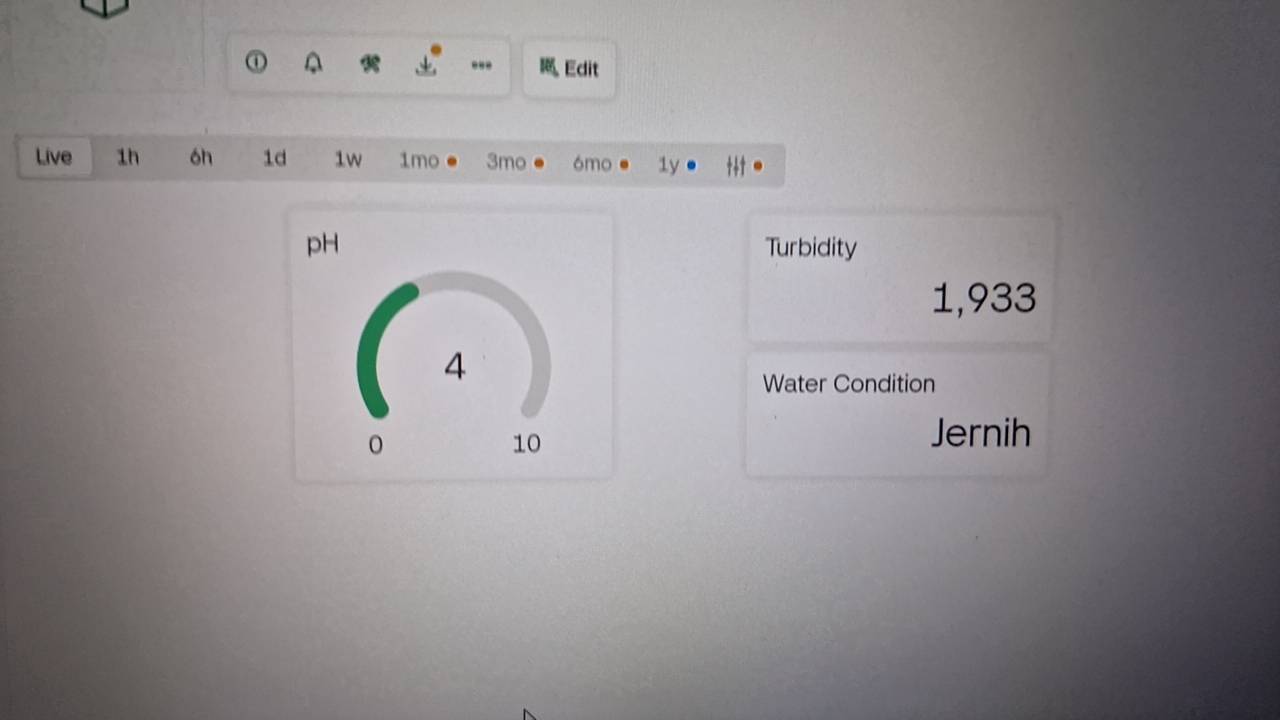 Edit
Live 1h 6h 1d 1w 1mo 3mo 6mo 1y
pH
4
0 10
Turbidity
1,933
Water Condition
Jernih